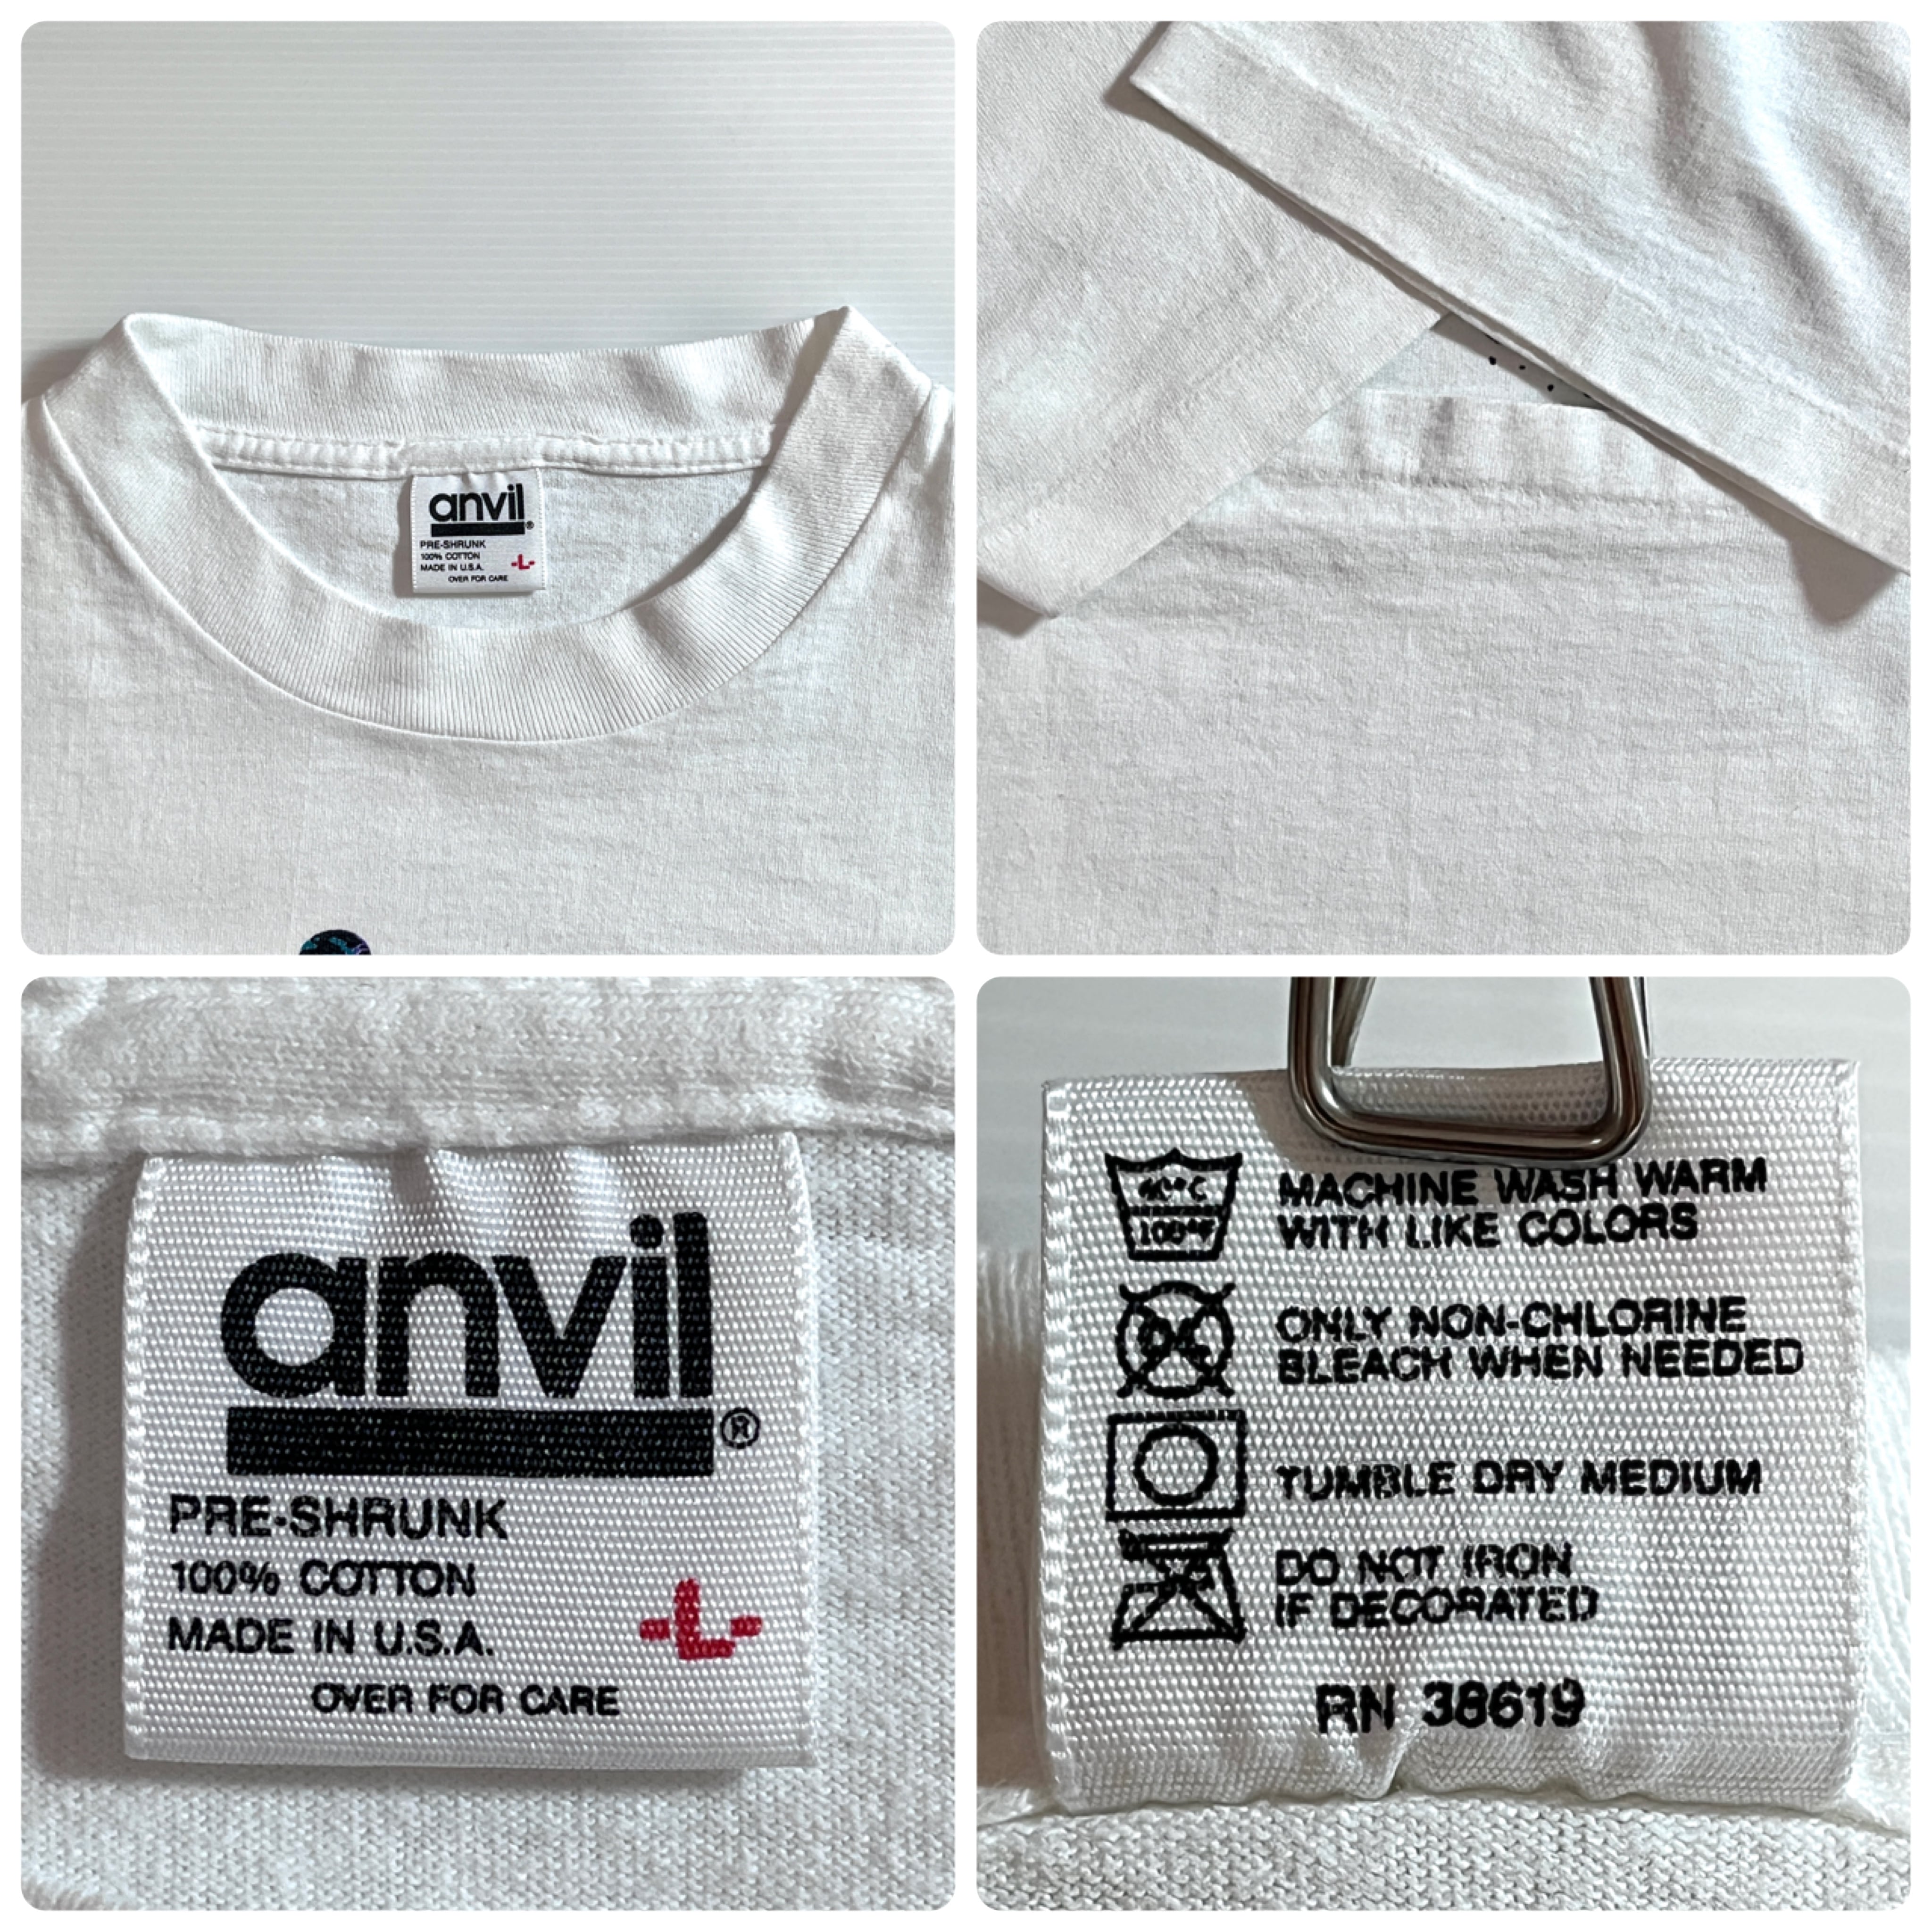 anvil®
PRE-SHRUNK
100% COTTON
MADE IN U.S.A.
-L-
OVER FOR CARE
anvil®
PRE-SHRUNK
100% COTTON
MADE IN U.S.A.
-L-
OVER FOR CARE
100°F
MACHINE WASH WARM
WITH LIKE COLORS
ONLY NON-CHLORINE
BLEACH WHEN NEEDED
TUMBLE DRY MEDIUM
DO NOT IRON
IF DECORATED
RN 38619